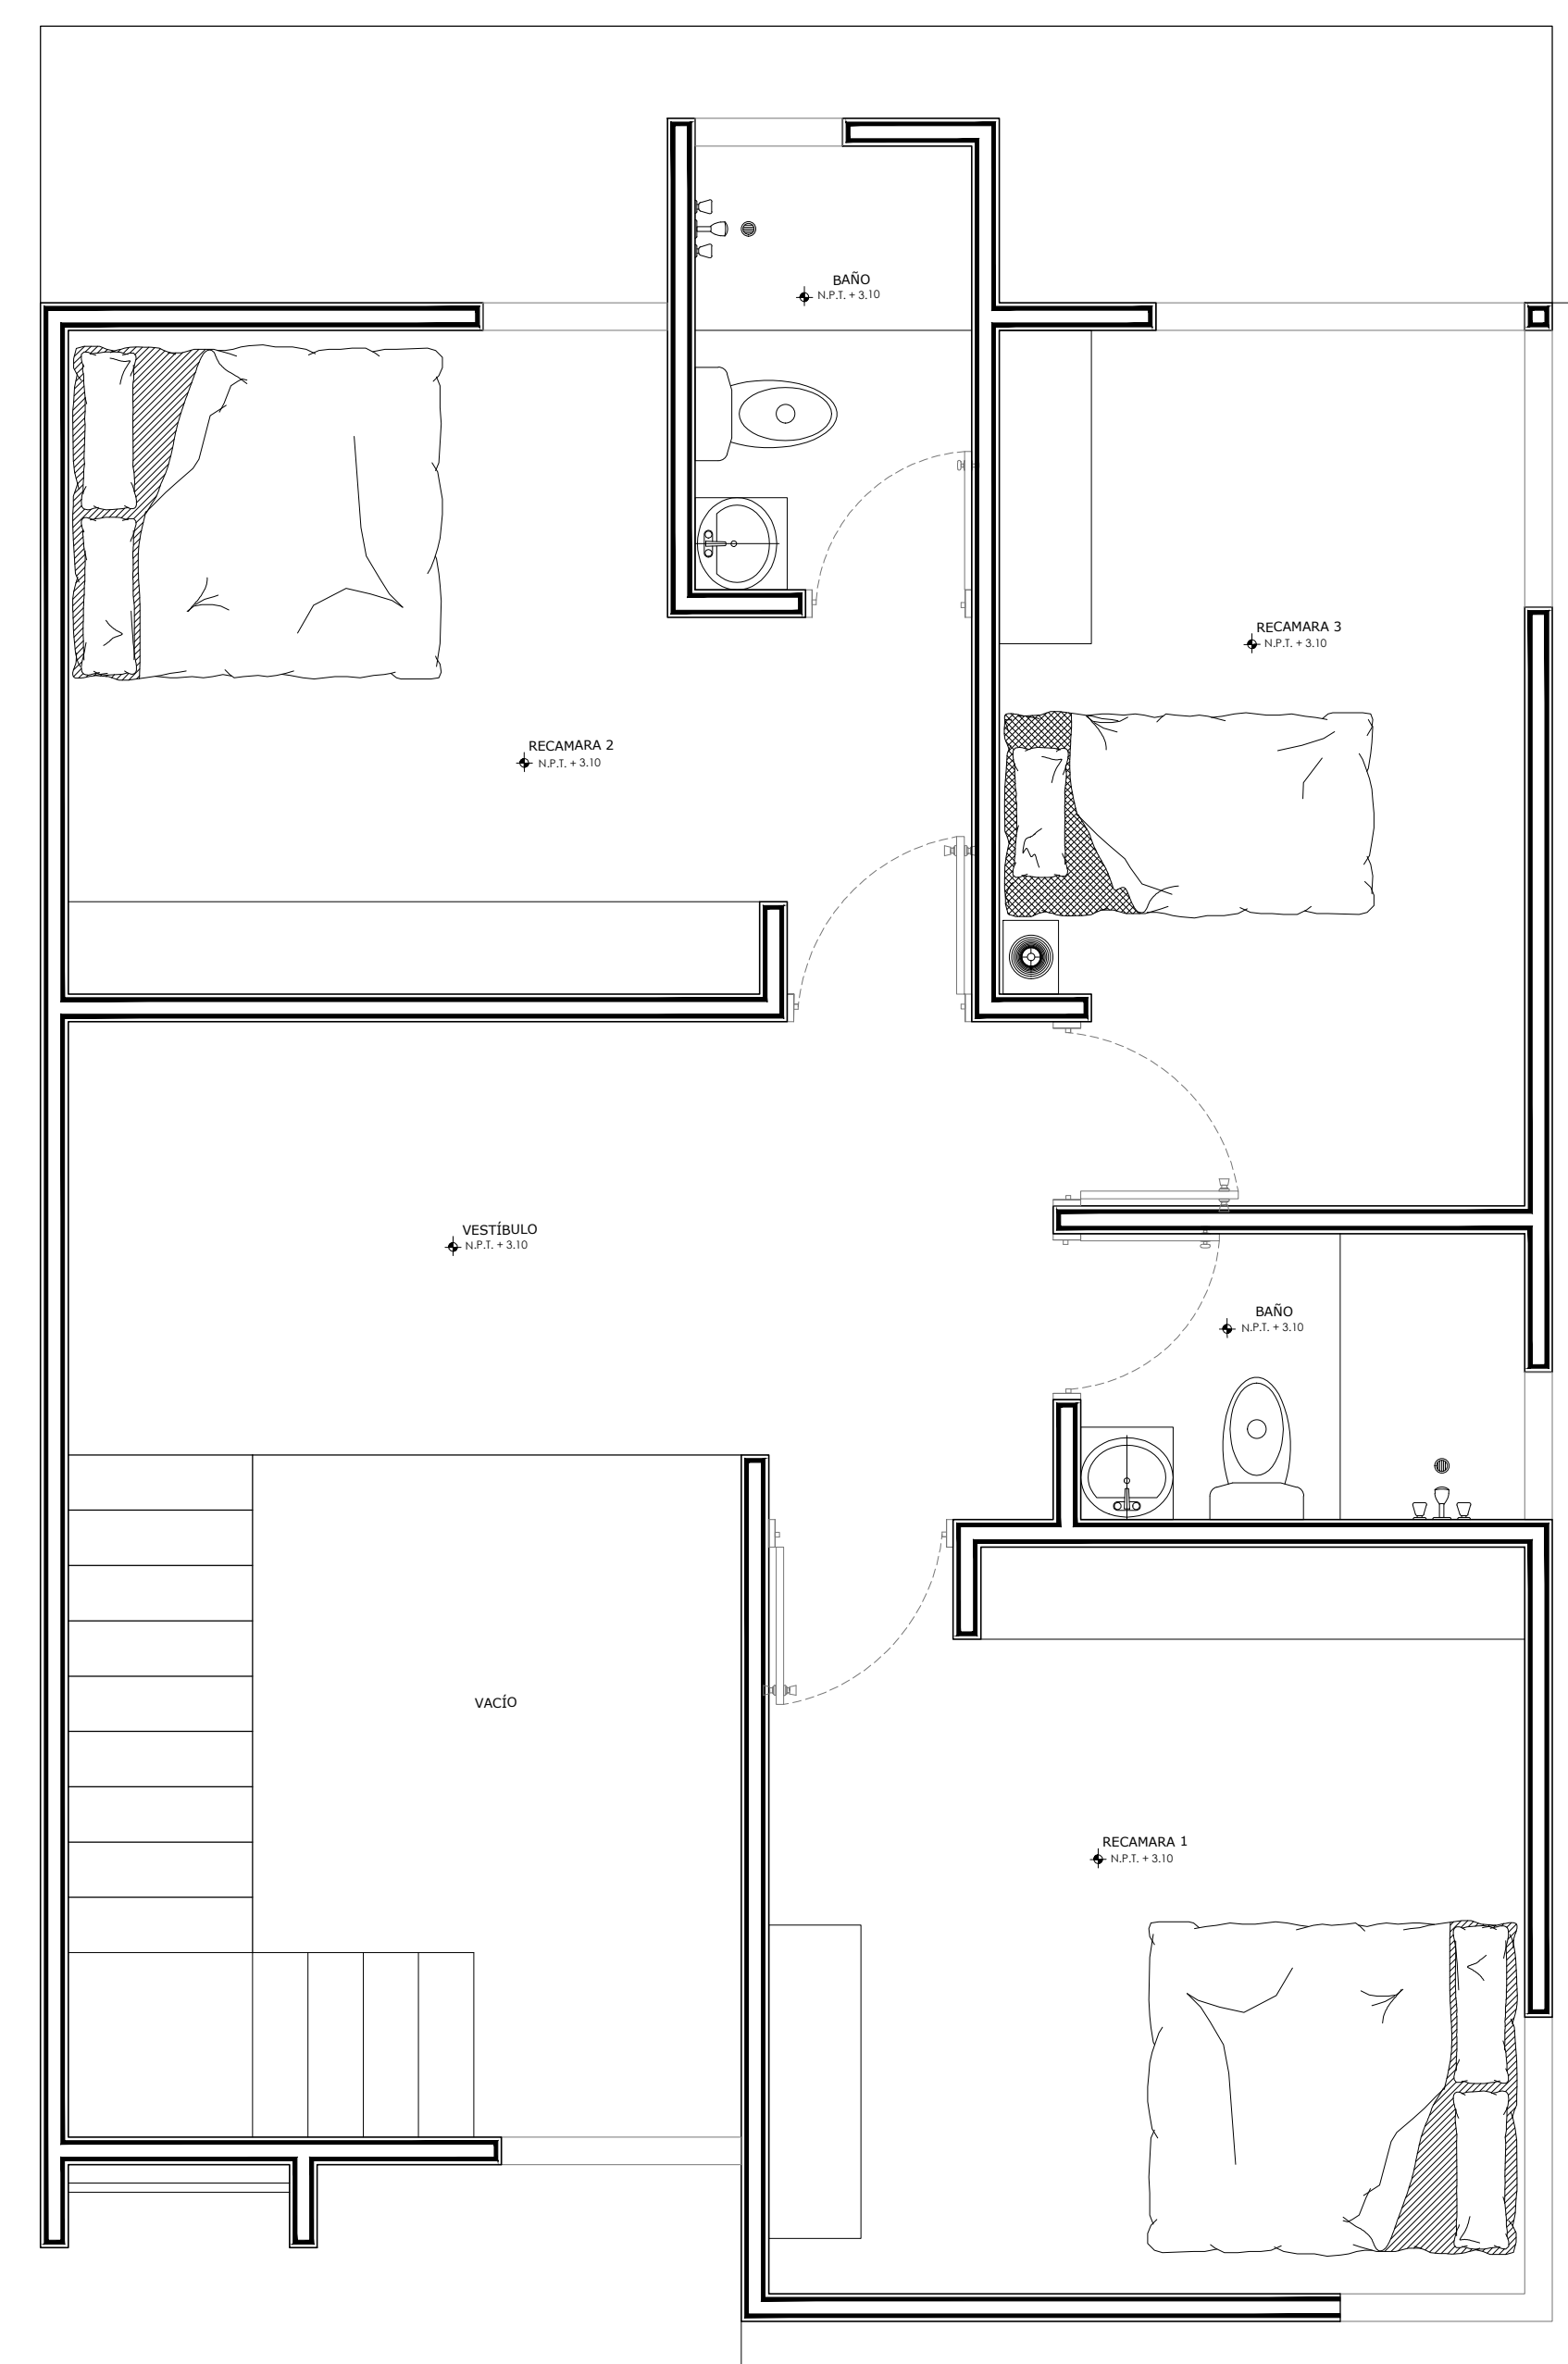 BAÑO
N.P.T. + 3.10
RECAMARA 3
N.P.T. + 3.10
RECAMARA 2
N.P.T. + 3.10
VESTÍBULO
N.P.T. + 3.10
BAÑO
N.P.T. + 3.10
VACÍO
RECAMARA 1
N.P.T. + 3.10